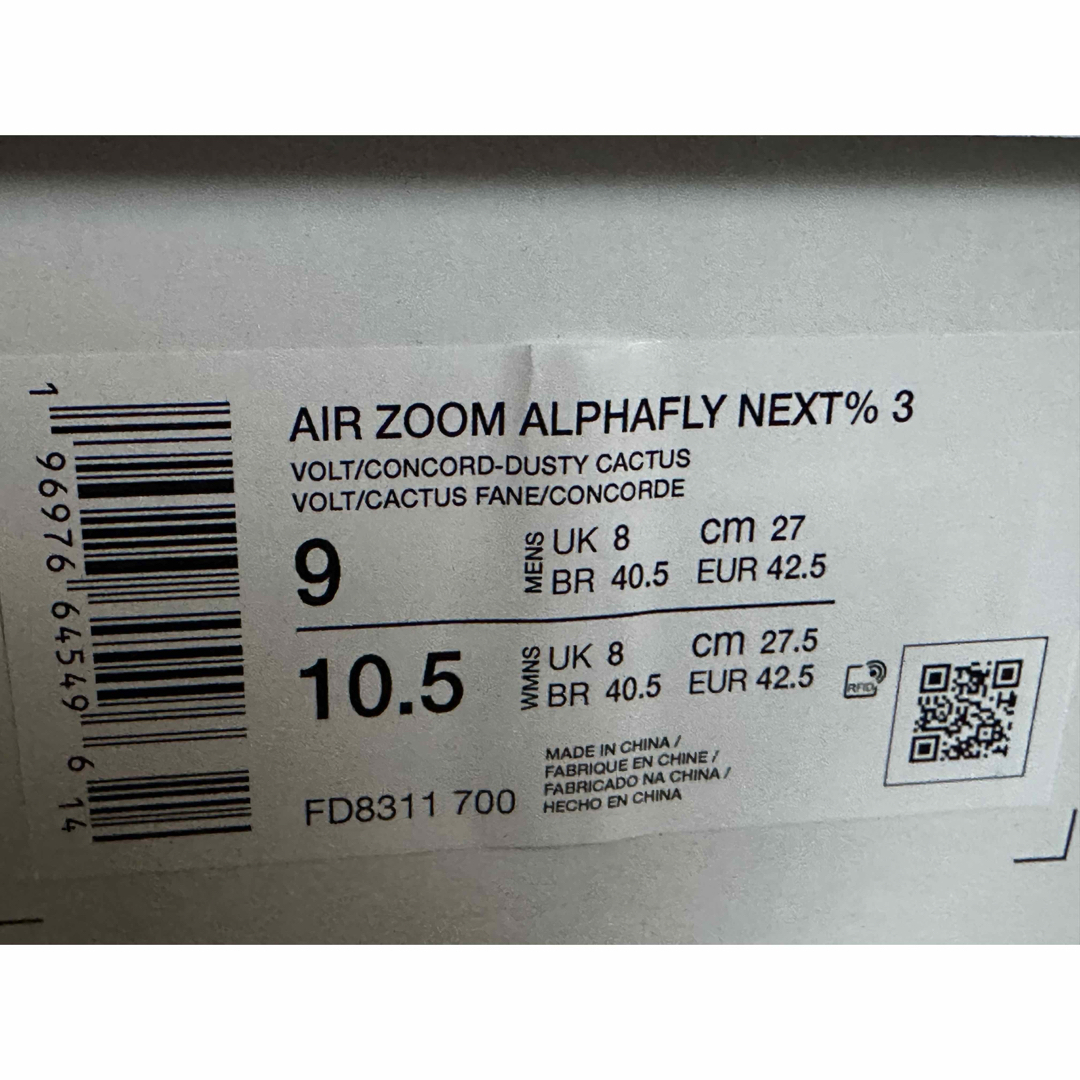 AIR ZOOM ALPHAFLY NEXT% 3
VOLT/CONCORD-DUSTY CACTUS
VOLT/CACTUS FANE/CONCORDE
9
MENS
UK 8 cm 27
BR 40.5 EUR 42.5
10.5
WMNS
UK 8 cm 27.5
BR 40.5 EUR 42.5
RFID
MADE IN CHINA /
FABRIQUE EN CHINE /
FABRICADO NA CHINA /
HECHO EN CHINA
FD8311 700
1 96976 64549 6 14